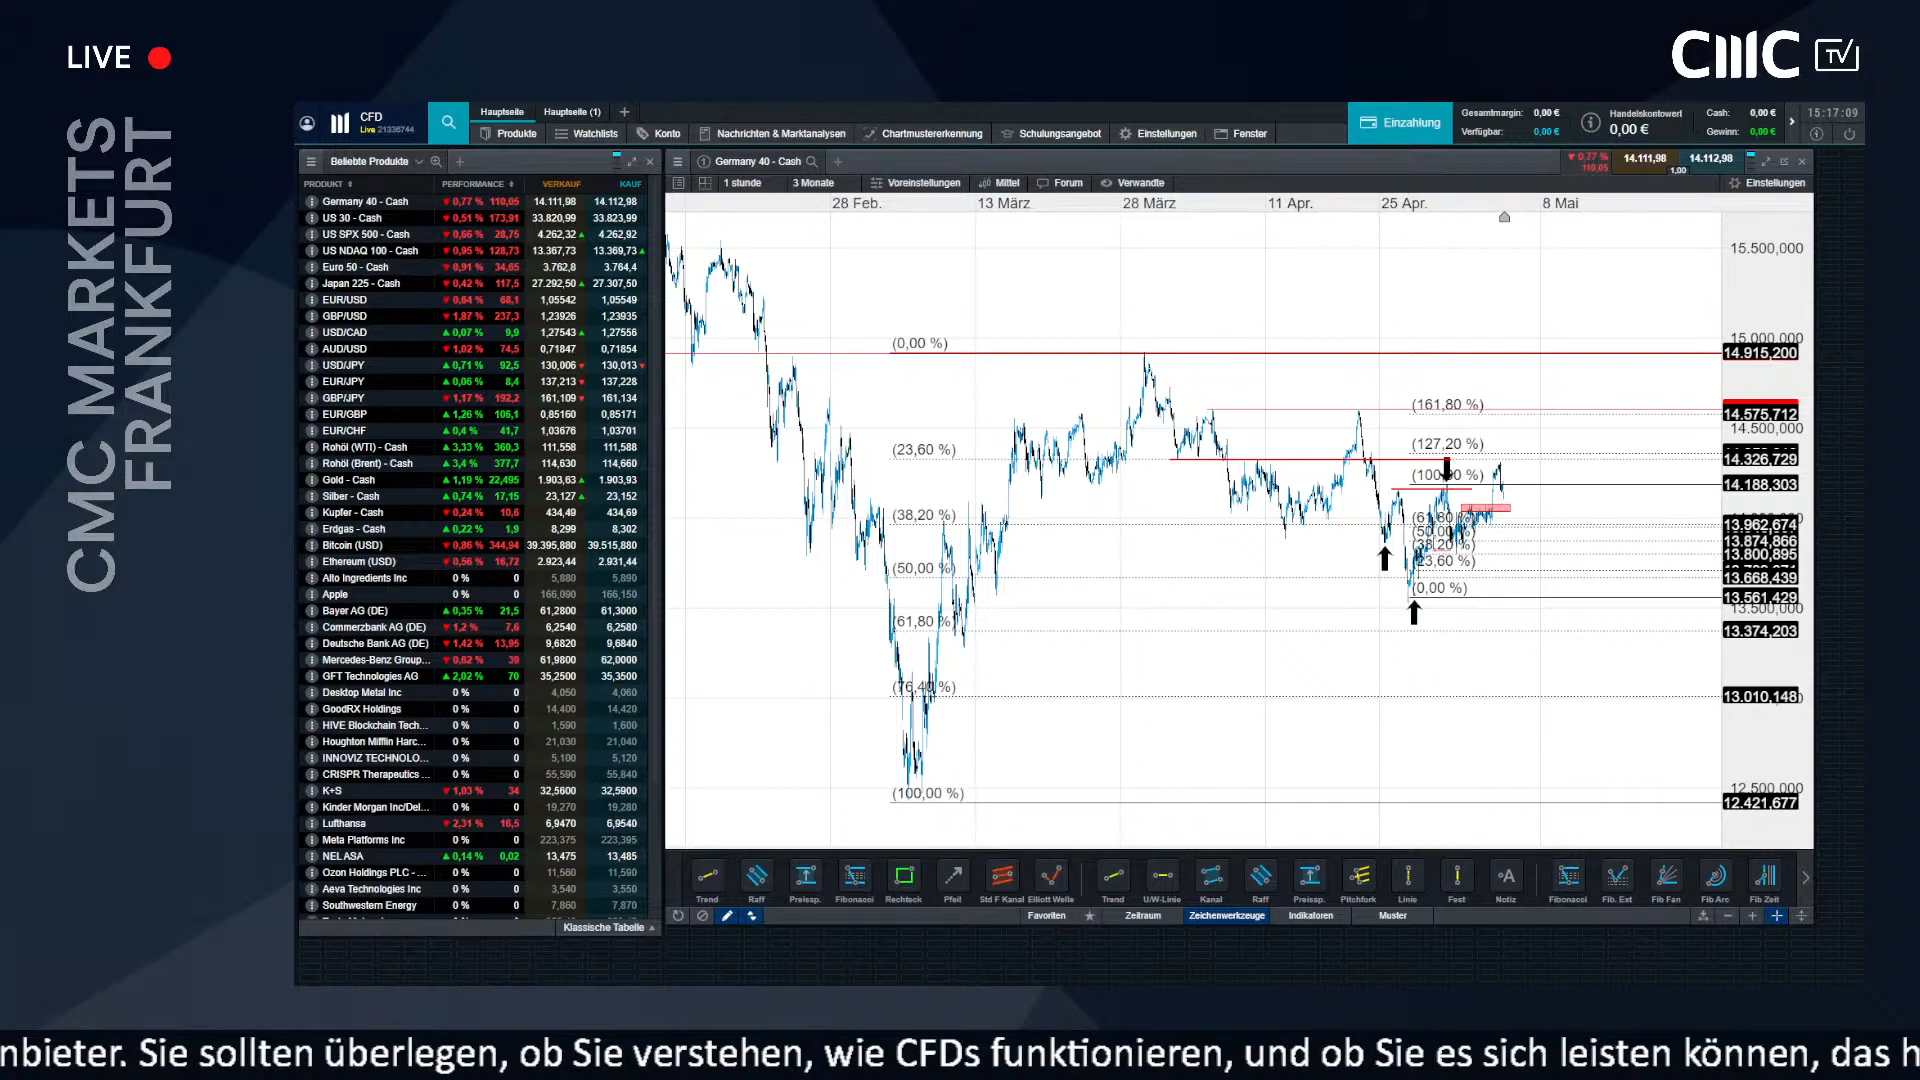 LIVE
CMC TV
CMC MARKETS
FRANKFURT
CFD
Live 21336744
Hauptseite Hauptseite (1)
Produkte Watchlists Konto Nachrichten & Marktanalysen Chartmustererkennung Schulungsangebot Einstellungen Fenster
Einzahlung
Gesamtmargin: 0,00 €
Verfügbar: 0,00 €
Handelskontowert
0,00 €
Cash: 0,00 €
Gewinn: 0,00 €
15:17:09
Beliebte Produkte
PRODUKT PERFORMANCE VERKAUF KAUF
Germany 40 - Cash 0,77 % 110,05 14.111,98 14.112,98
US 30 - Cash 0,51 % 173,91 33.820,99 33.823,99
US SPX 500 - Cash 0,66 % 28,75 4.262,32 4.262,92
US NDAQ 100 - Cash 0,95 % 128,73 13.367,73 13.369,73
Euro 50 - Cash 0,91 % 34,65 3.762,8 3.764,4
Japan 225 - Cash 0,42 % 117,5 27.292,50 27.307,50
EUR/USD 0,64 % 68,1 1,05542 1,05549
GBP/USD 1,87 % 237,3 1,23926 1,23935
USD/CAD 0,07 % 9,9 1,27543 1,27556
AUD/USD 1,02 % 74,5 0,71847 0,71854
USD/JPY 0,71 % 92,5 130,006 130,013
EUR/JPY 0,06 % 8,4 137,213 137,228
GBP/JPY 1,17 % 192,2 161,109 161,134
EUR/GBP 1,26 % 106,1 0,85160 0,85171
EUR/CHF 0,4 % 41,7 1,03676 1,03701
Rohöl (WTI) - Cash 3,33 % 360,3 111,558 111,588
Rohöl (Brent) - Cash 3,4 % 377,7 114,630 114,660
Gold - Cash 1,19 % 22,495 1.903,63 1.903,93
Silber - Cash 0,74 % 17,15 23,127 23,152
Kupfer - Cash 0,24 % 10,6 434,49 434,69
Erdgas - Cash 0,22 % 1,9 8,299 8,302
Bitcoin (USD) 0,86 % 344,94 39.395,880 39.515,880
Ethereum (USD) 0,56 % 16,72 2.923,44 2.931,44
Alto Ingredients Inc 0 % 0 5,880 5,890
Apple 0 % 0 166,090 166,150
Bayer AG (DE) 0,35 % 21,5 61,2800 61,3000
Commerzbank AG (DE) 1,2 % 7,6 6,2540 6,2580
Deutsche Bank AG (DE) 1,42 % 13,95 9,6820 9,6840
Mercedes-Benz Group... 0,62 % 39 61,9800 62,0000
GFT Technologies AG 2,02 % 70 35,2500 35,3500
Desktop Metal Inc 0 % 0 4,050 4,060
GoodRX Holdings 0 % 0 14,400 14,420
HIVE Blockchain Tech... 0 % 0 1,590 1,600
Houghton Mifflin Harc... 0 % 0 21,030 21,040
INNOVIZ TECHNOLO... 0 % 0 5,100 5,120
CRISPR Therapeutics ... 0 % 0 55,590 55,840
K+S 1,03 % 34 32,5600 32,5900
Kinder Morgan Inc/Del... 0 % 0 19,270 19,280
Lufthansa 2,31 % 16,5 6,9470 6,9540
Meta Platforms Inc 0 % 0 223,375 223,395
NEL ASA 0,14 % 0,02 13,475 13,485
Ozon Holdings PLC - ... 0 % 0 11,560 11,590
Aeva Technologies Inc 0 % 0 3,540 3,550
Southwestern Energy 0 % 0 7,860 7,870
Klassische Tabelle
Germany 40 - Cash
0,77 % 110,05 14.111,98 1,00 14.112,98
1 stunde 3 Monate Voreinstellungen Mittel Forum Verwandte Einstellungen
28 Feb. 13 März 28 März 11 Apr. 25 Apr. 8 Mai
15.500,000
15.000,000
14.915,200
14.575,712
14.500,000
14.326,729
14.188,303
13.962,674
13.874,866
13.800,895
13.668,439
13.561,429
13.500,000
13.374,203
13.010,148
12.500,000
12.421,677
(0,00 %)
(23,60 %)
(38,20 %)
(50,00 %)
(61,80 %)
(76,40 %)
(100,00 %)
(161,80 %)
(127,20 %)
(61,80 %)
(50,00 %)
(38,20 %)
(23,60 %)
(0,00 %)
Trend Raff Preissp. Fibonacci Rechteck Pfeil Std F Kanal Elliott Welle Trend U/W-Linie Kanal Raff Preissp. Pitchfork Linie Fest Notiz Fibonacci Fib. Ext Fib Fan Fib Arc Fib Zeit
Favoriten Zeitraum Zeichenwerkzeuge Indikatoren Muster
nbieter. Sie sollten überlegen, ob Sie verstehen, wie CFDs funktionieren, und ob Sie es sich leisten können, das h